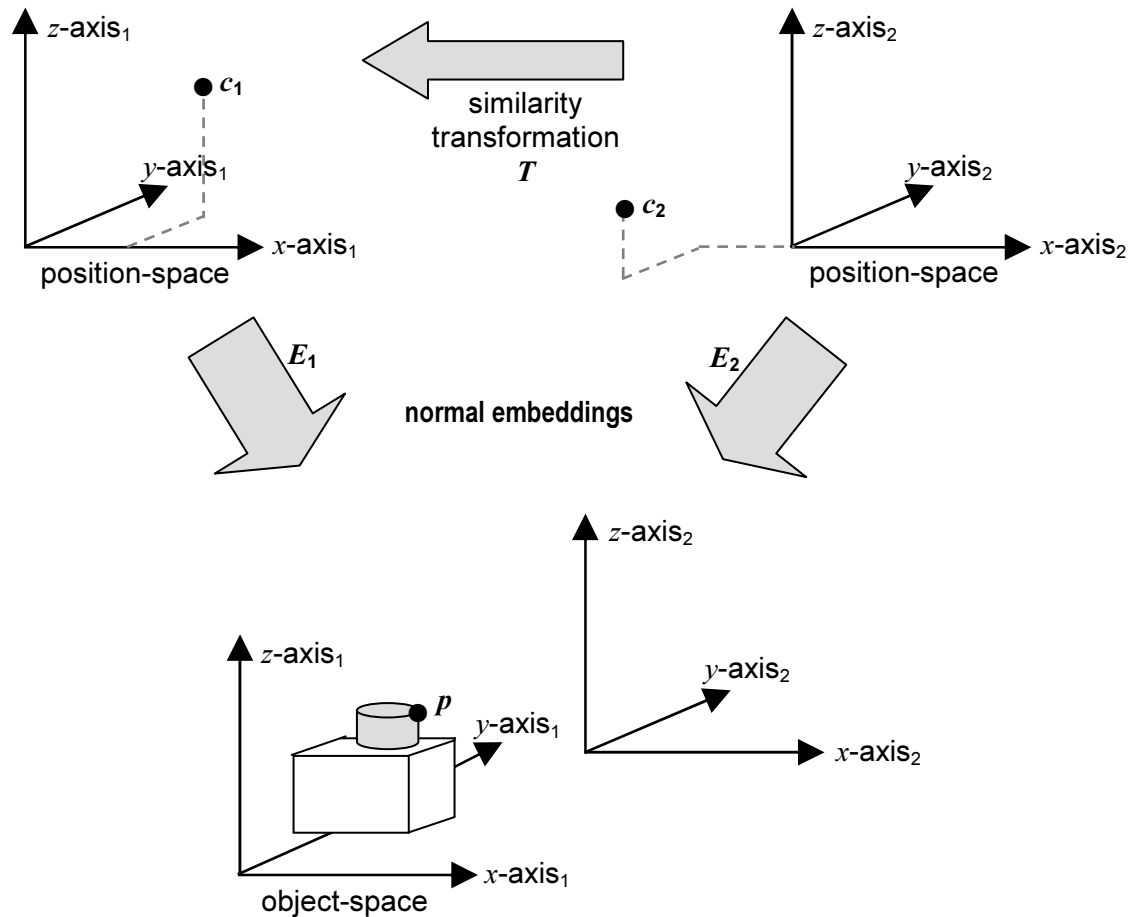 z-axis₁
z-axis₂
c₁
similarity
transformation
T
y-axis₁
y-axis₂
c₂
x-axis₁
x-axis₂
position-space
position-space
E₁
E₂
normal embeddings
z-axis₂
z-axis₁
y-axis₂
p
y-axis₁
x-axis₂
x-axis₁
object-space